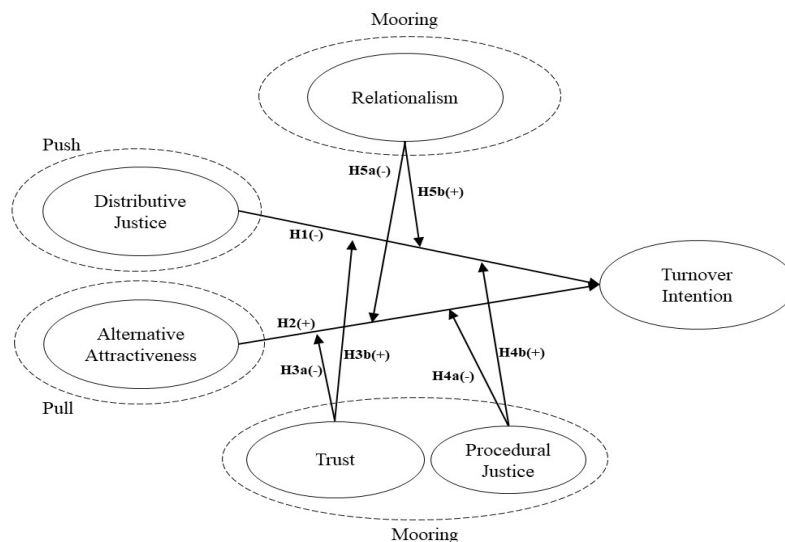 Mooring
Relationalism
Push
H5a(-)
H5b(+)
Distributive
Justice
H1(-)
Turnover
Intention
Alternative
Attractiveness
H2(+)
H3b(+)
H4b(+)
H3a(-)
H4a(-)
Pull
Trust
Procedural
Justice
Mooring